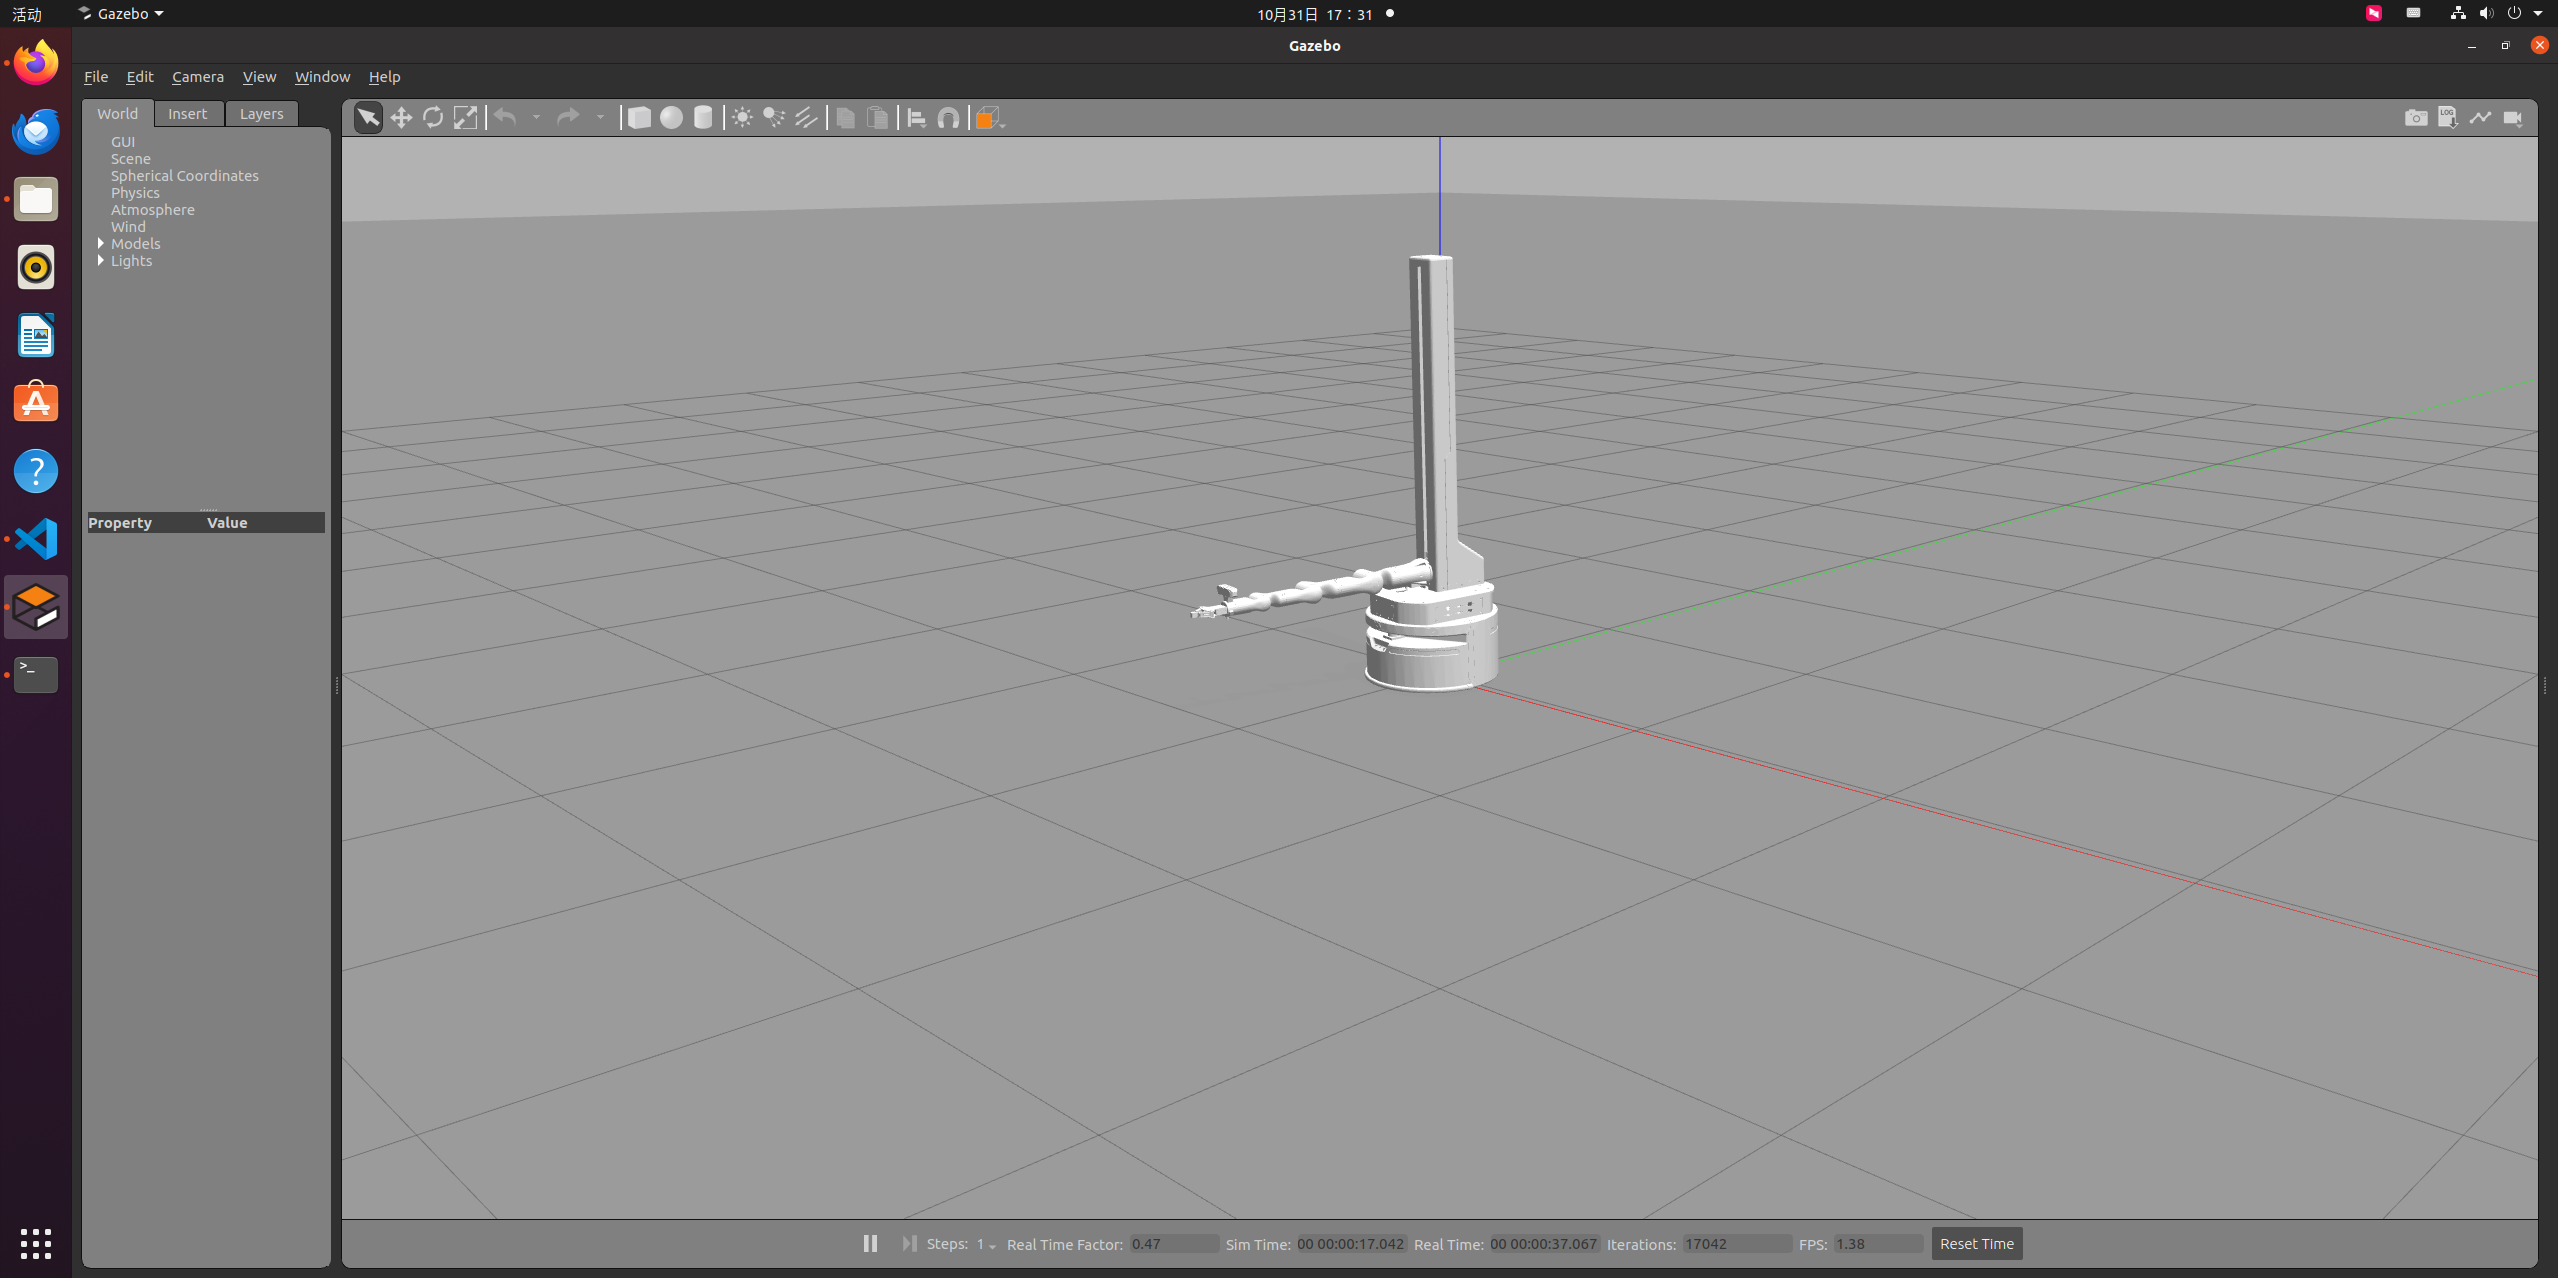 活动 Gazebo 10月31日 17：31
Gazebo
File Edit Camera View Window Help
World Insert Layers
LOG
GUI
Scene
Spherical Coordinates
Physics
Atmosphere
Wind
Models
Lights
Property Value
Steps: 1 Real Time Factor: 0.47 Sim Time: 00 00:00:17.042 Real Time: 00 00:00:37.067 Iterations: 17042 FPS: 1.38 Reset Time